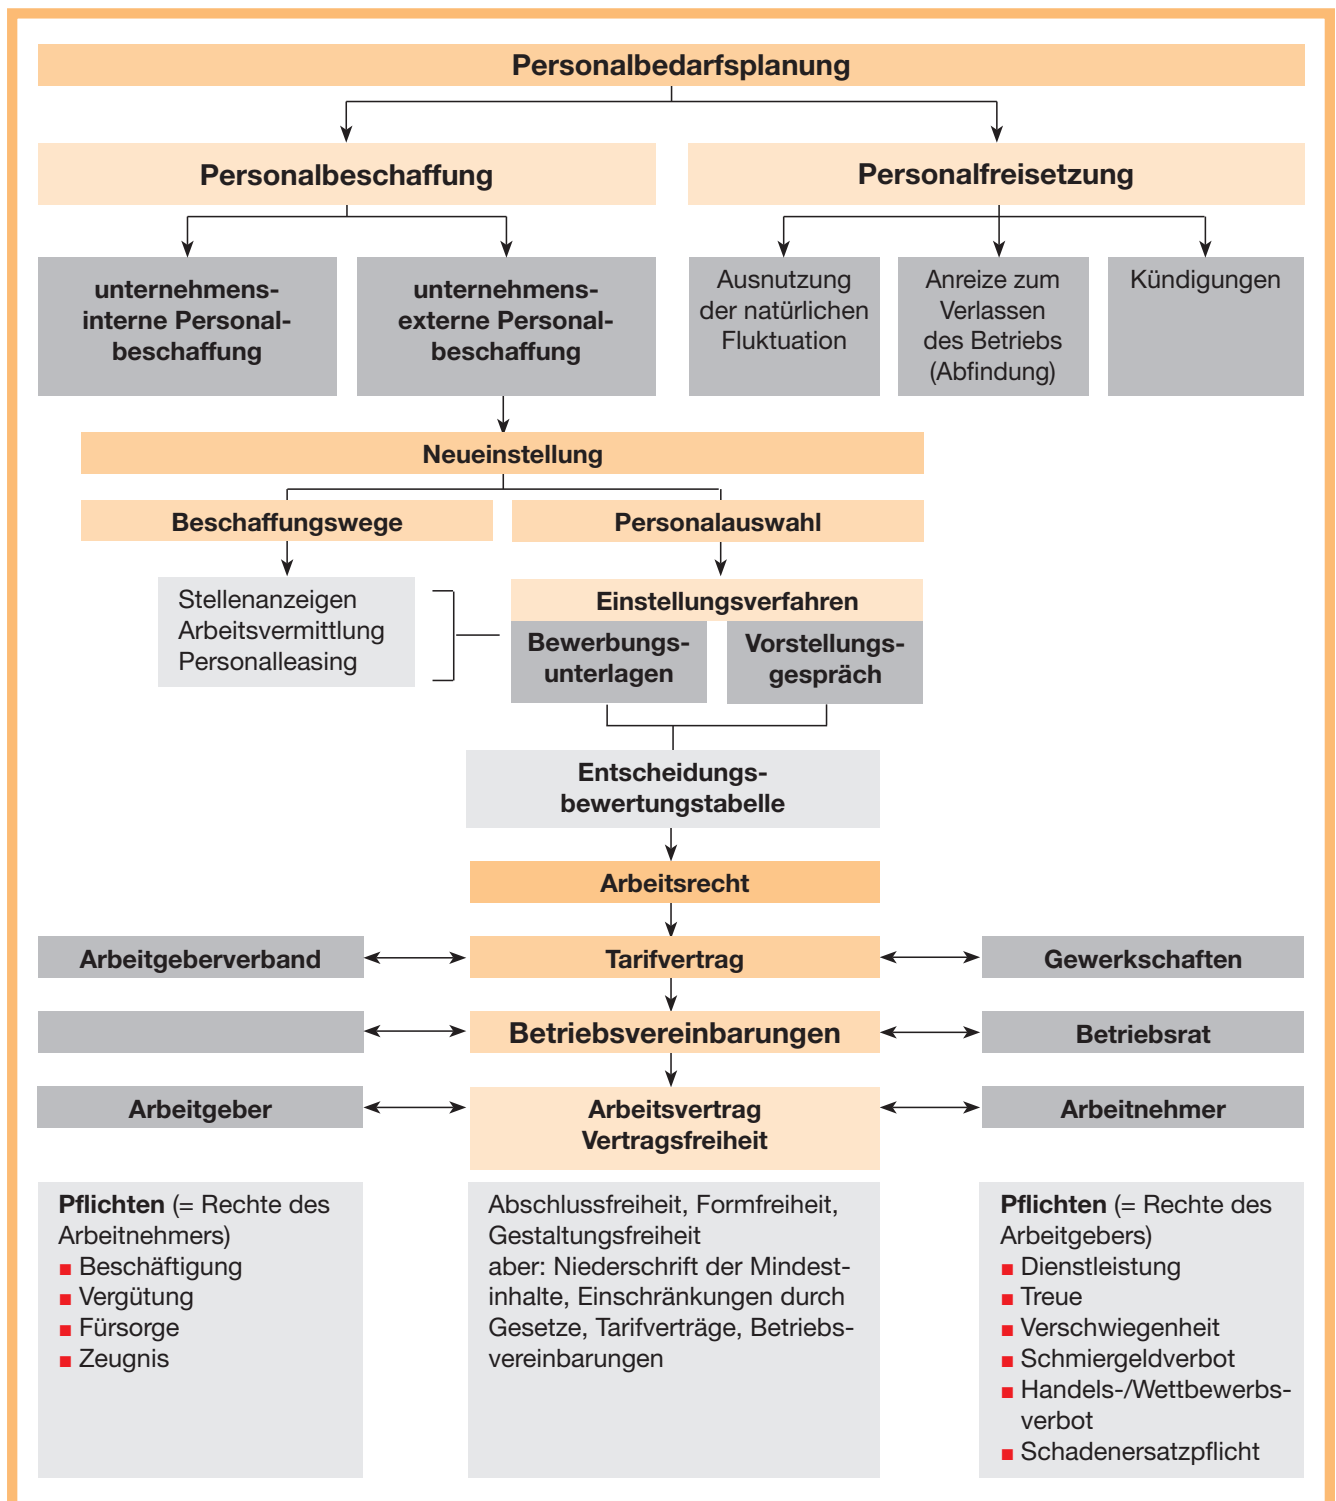 Personalbedarfsplanung
Personalbeschaffung
Personalfreisetzung
unternehmens-
interne Personal-
beschaffung
unternehmens-
externe Personal-
beschaffung
Ausnutzung
der natürlichen
Fluktuation
Anreize zum
Verlassen
des Betriebs
(Abfindung)
Kündigungen
Neueinstellung
Beschaffungswege
Personalauswahl
Stellenanzeigen
Arbeitsvermittlung
Personalleasing
Einstellungsverfahren
Bewerbungs-
unterlagen
Vorstellungs-
gespräch
Entscheidungs-
bewertungstabelle
Arbeitsrecht
Arbeitgeberverband
Tarifvertrag
Gewerkschaften
Betriebsvereinbarungen
Betriebsrat
Arbeitgeber
Arbeitsvertrag
Vertragsfreiheit
Arbeitnehmer
Pflichten (= Rechte des
Arbeitnehmers)
Beschäftigung
Vergütung
Fürsorge
Zeugnis
Abschlussfreiheit, Formfreiheit,
Gestaltungsfreiheit
aber: Niederschrift der Mindest-
inhalte, Einschränkungen durch
Gesetze, Tarifverträge, Betriebs-
vereinbarungen
Pflichten (= Rechte des
Arbeitgebers)
Dienstleistung
Treue
Verschwiegenheit
Schmiergeldverbot
Handels-/Wettbewerbs-
verbot
Schadenersatzpflicht